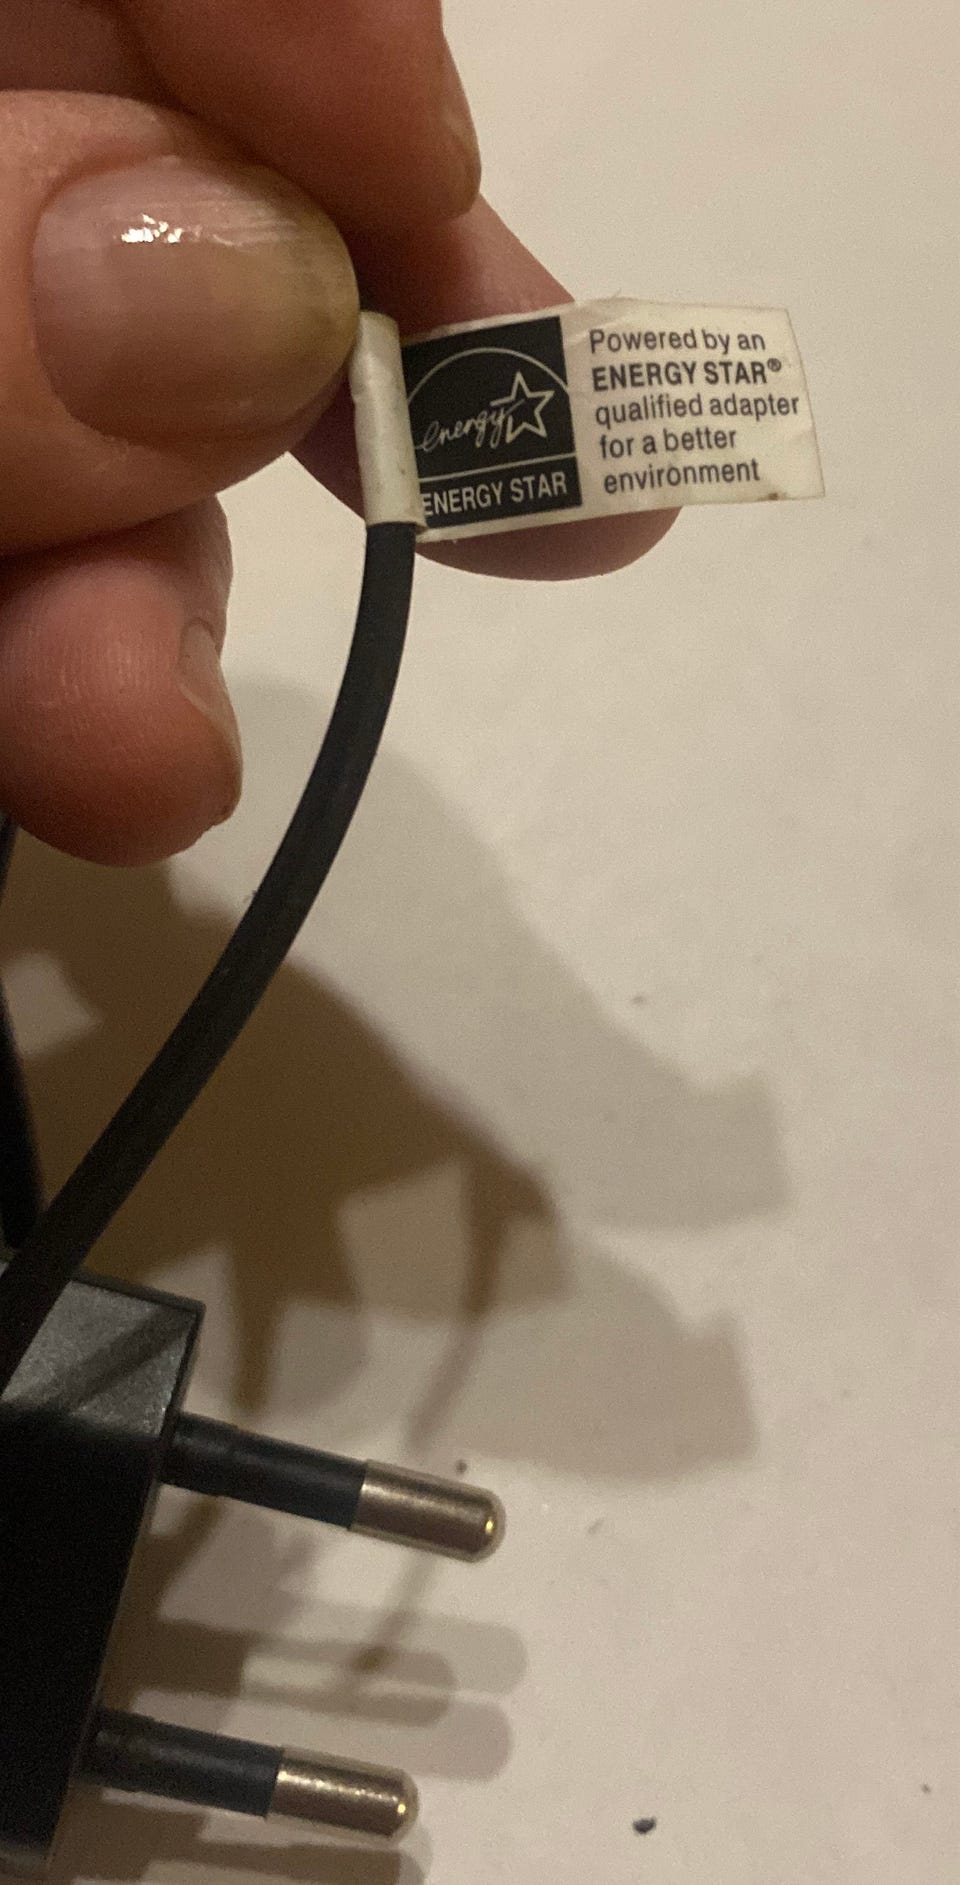 energy
ENERGY STAR
Powered by an
ENERGY STAR®
qualified adapter
for a better
environment